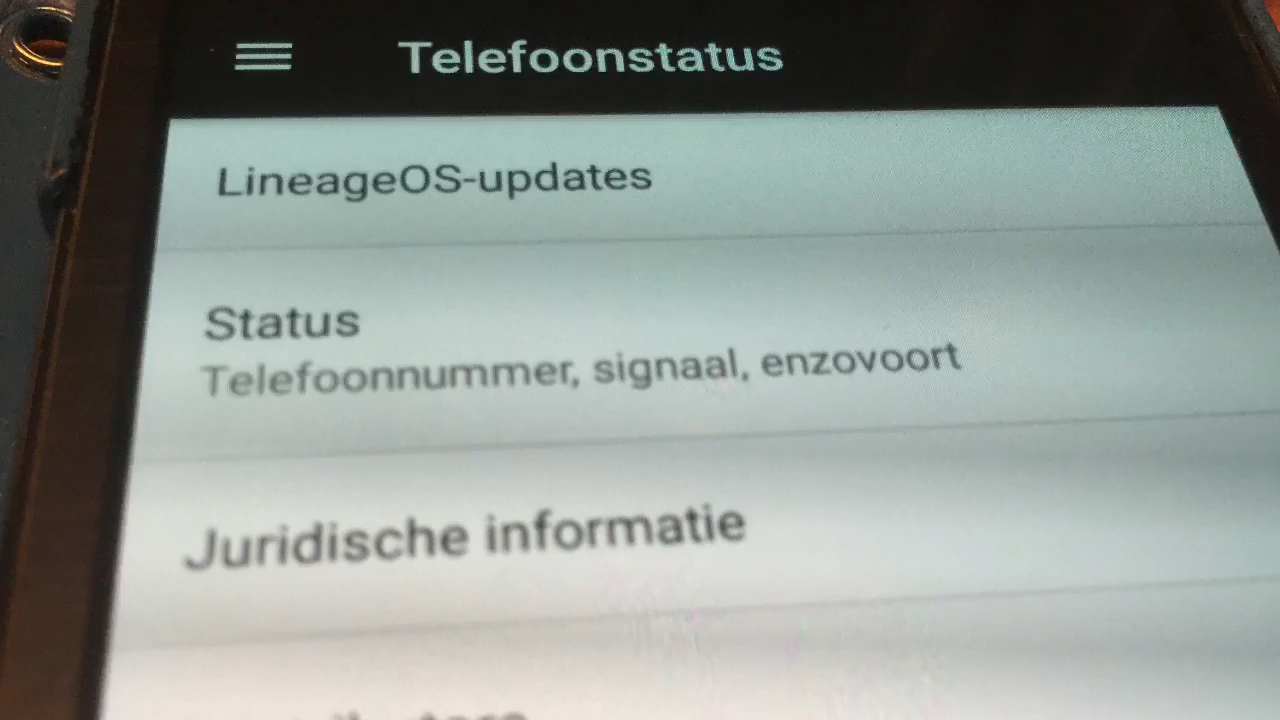 Telefoonstatus
LineageOS-updates
Status
Telefoonnummer, signaal, enzovoort
Juridische informatie